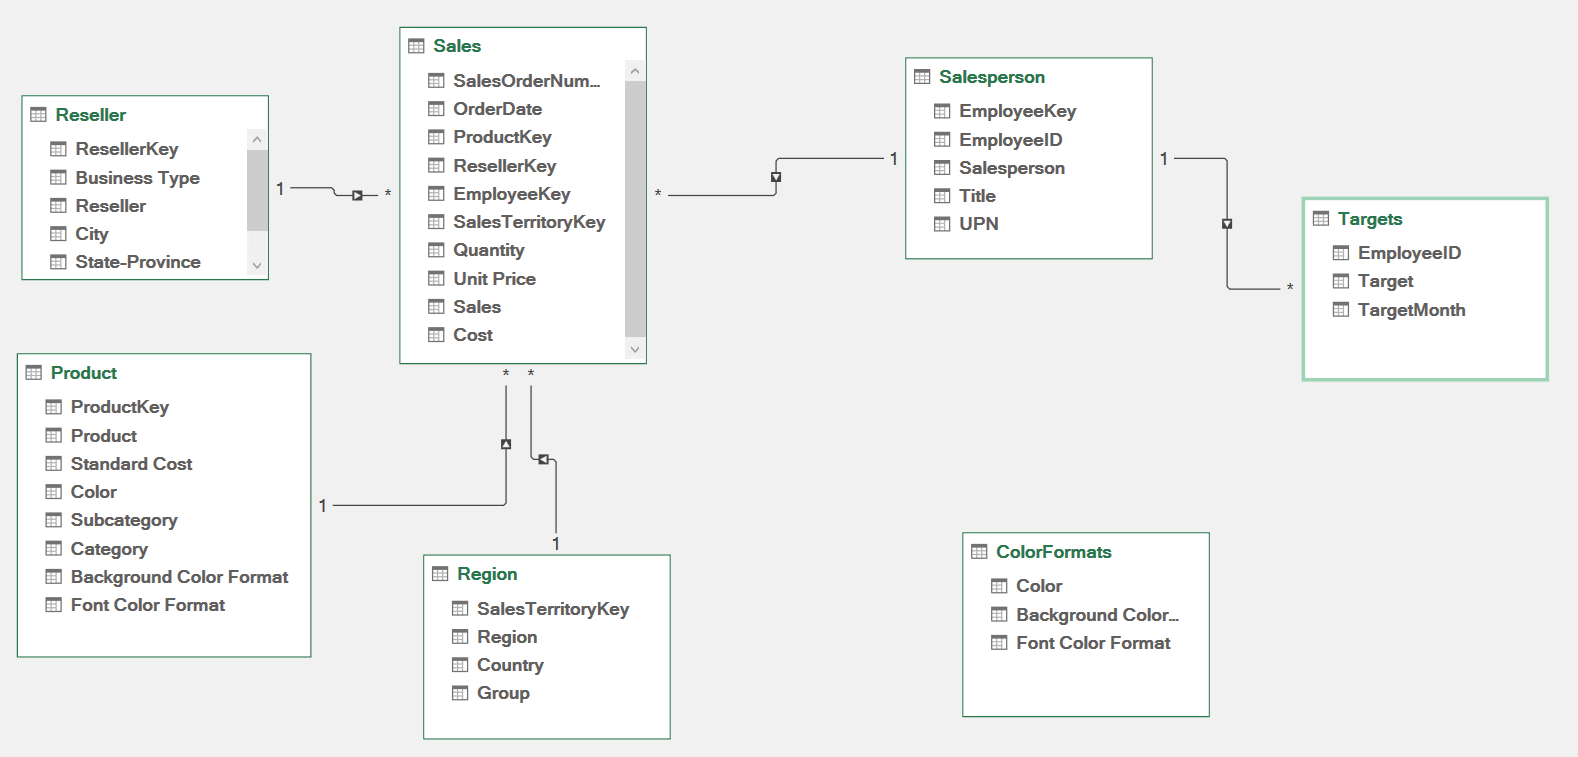 Reseller
ResellerKey
Business Type
Reseller
City
State-Province
1
*
Sales
SalesOrderNum...
OrderDate
ProductKey
ResellerKey
EmployeeKey
SalesTerritoryKey
Quantity
Unit Price
Sales
Cost
*
1
Salesperson
EmployeeKey
EmployeeID
Salesperson
Title
UPN
1
*
Targets
EmployeeID
Target
TargetMonth
Product
ProductKey
Product
Standard Cost
Color
Subcategory
Category
Background Color Format
Font Color Format
1
* *
1
Region
SalesTerritoryKey
Region
Country
Group
ColorFormats
Color
Background Color...
Font Color Format